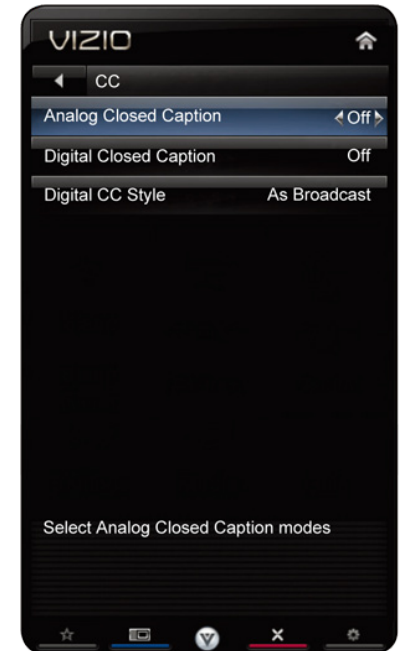 VIZIO
CC
Analog Closed Caption Off
Digital Closed Caption Off
Digital CC Style As Broadcast
Select Analog Closed Caption modes
V